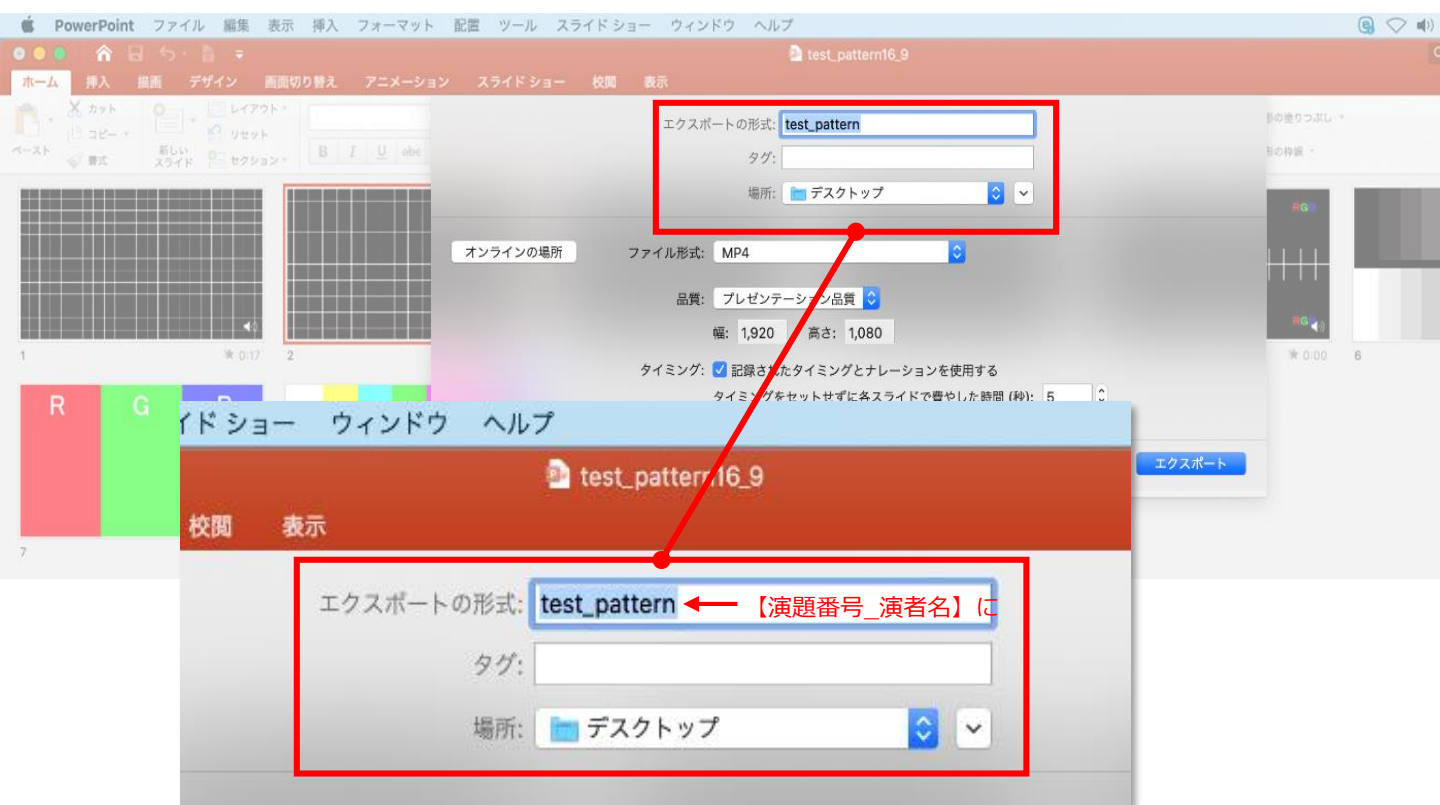 PowerPoint ファイル 編集 表示 挿入 フォーマット 配置 ツール スライド ショー ウィンドウ ヘルプ
test_pattern16_9
ホーム 挿入 描画 デザイン 画面切り替え アニメーション スライド ショー 校閲 表示
カット
コピー
書式
ペースト
新しい
スライド
レイアウト
リセット
セクション
B I U abc
形の塗りつぶし
形の枠線
エクスポートの形式: test_pattern
タグ:
場所: デスクトップ
オンラインの場所 ファイル形式: MP4
品質: プレゼンテーション品質
幅: 1,920 高さ: 1,080
タイミング: 記録されたタイミングとナレーションを使用する
タイミングをセットせずに各スライドで費やした時間 (秒): 5
エクスポート
RGB
RGB
1 0:17 2 0:00 6
R G B
7
イド ショー ウィンドウ ヘルプ
test_pattern16_9
校閲 表示
エクスポートの形式: test_pattern 【演題番号_演者名】に
タグ:
場所: デスクトップ